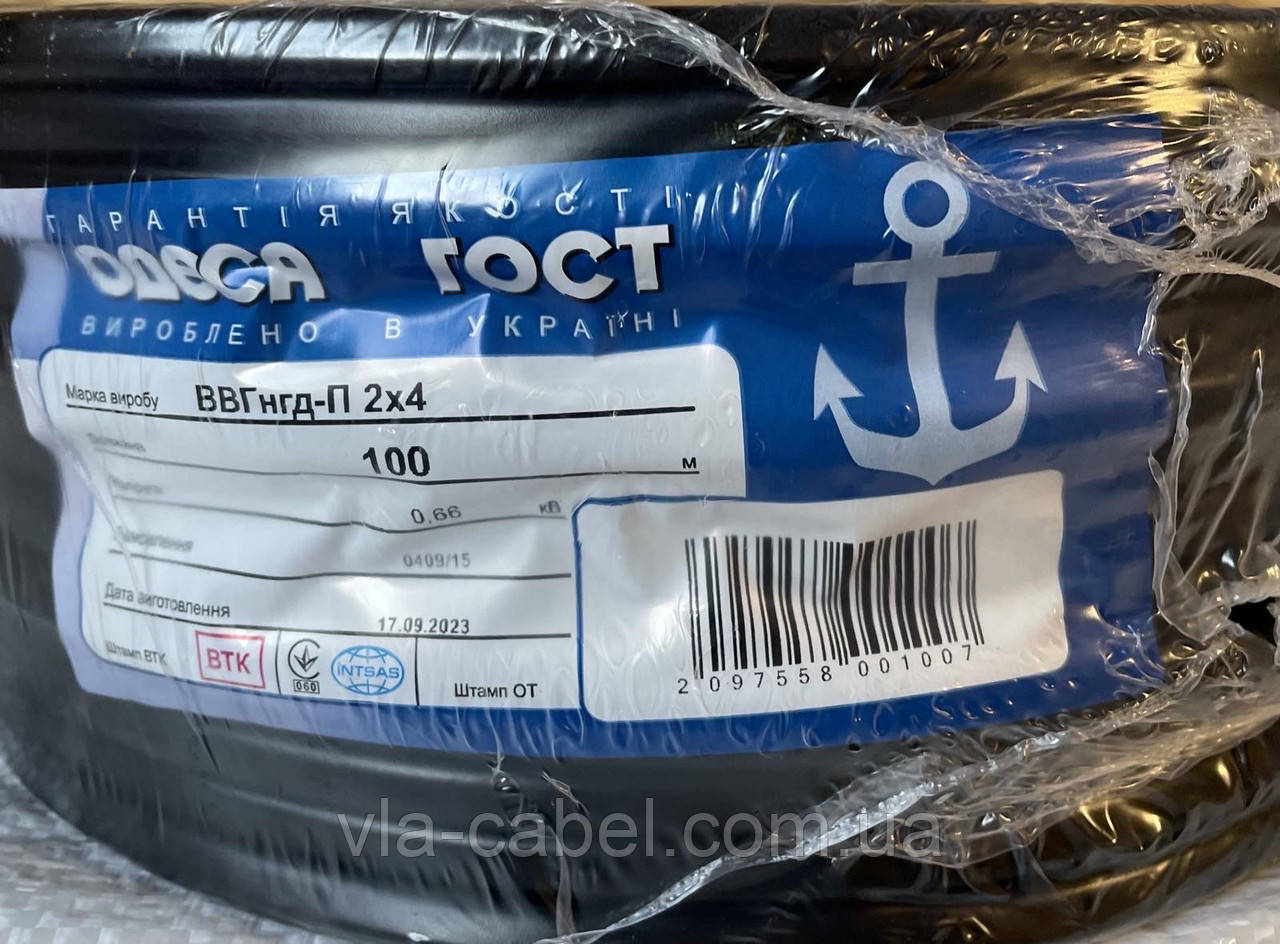 ГАРАНТІЯ ЯКОСТІ
ОДЕСА ГОСТ
ВИРОБЛЕНО В УКРАЇНІ
Марка виробу ВВГнгд-П 2х4
100 м
0,66 кВ
0409/15
Дата виготовлення 17.09.2023
Штамп ВТК ВТК 060 INTSAS Штамп ОТ
2 097558 001007
vla-cabel.com.ua